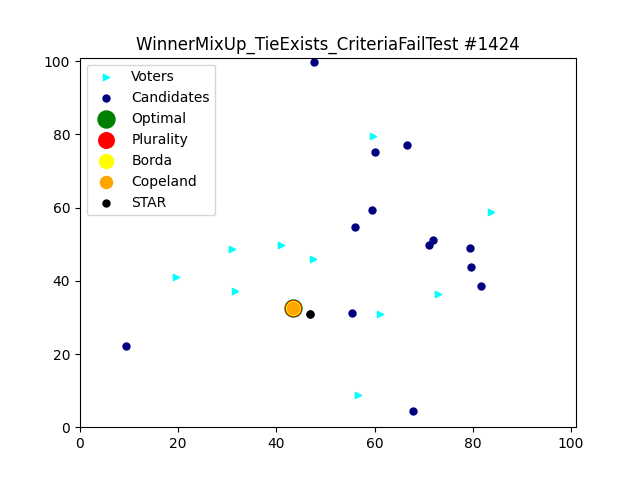 WinnerMixUp_TieExists_CriteriaFailTest #1424
Voters
Candidates
Optimal
Plurality
Borda
Copeland
STAR
100
80
60
40
20
0
0 20 40 60 80 100